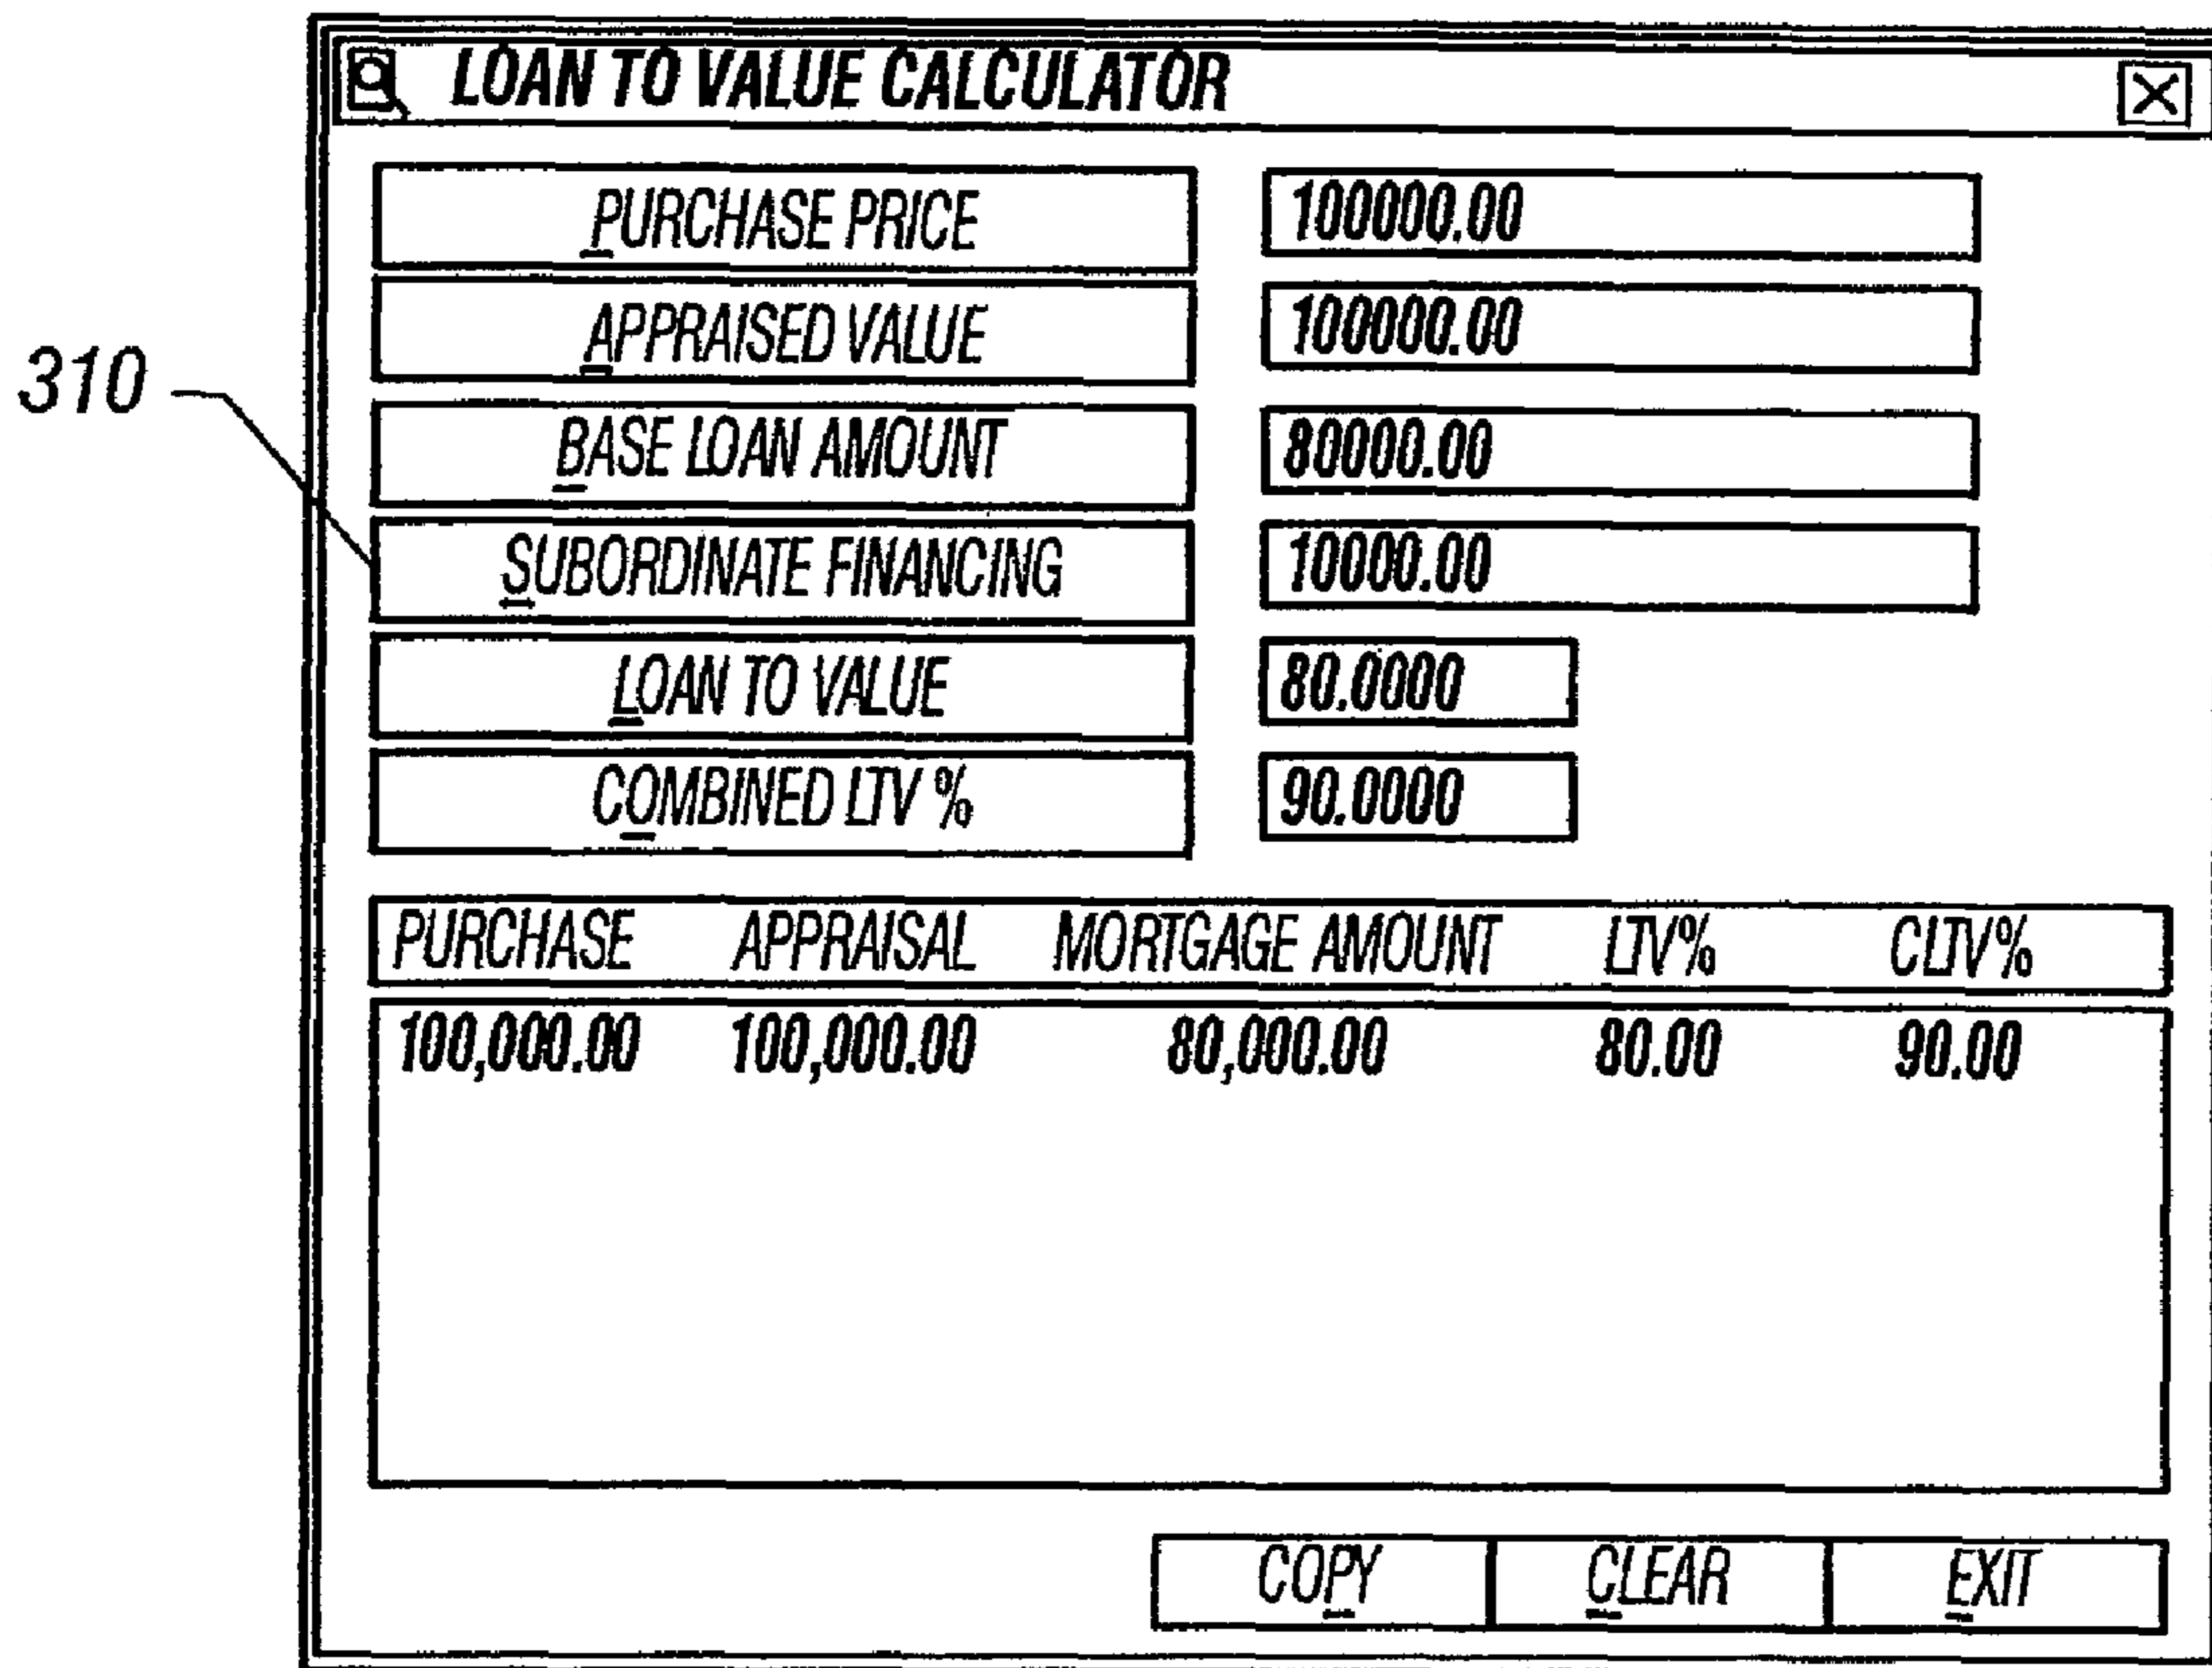 LOAN TO VALUE CALCULATOR
PURCHASE PRICE 100000.00
APPRAISED VALUE 100000.00
BASE LOAN AMOUNT 80000.00
310
SUBORDINATE FINANCING 10000.00
LOAN TO VALUE 80.0000
COMBINED LTV % 90.0000
PURCHASE APPRAISAL MORTGAGE AMOUNT LTV% CLTV%
100,000.00 100,000.00 80,000.00 80.00 90.00
COPY CLEAR EXIT